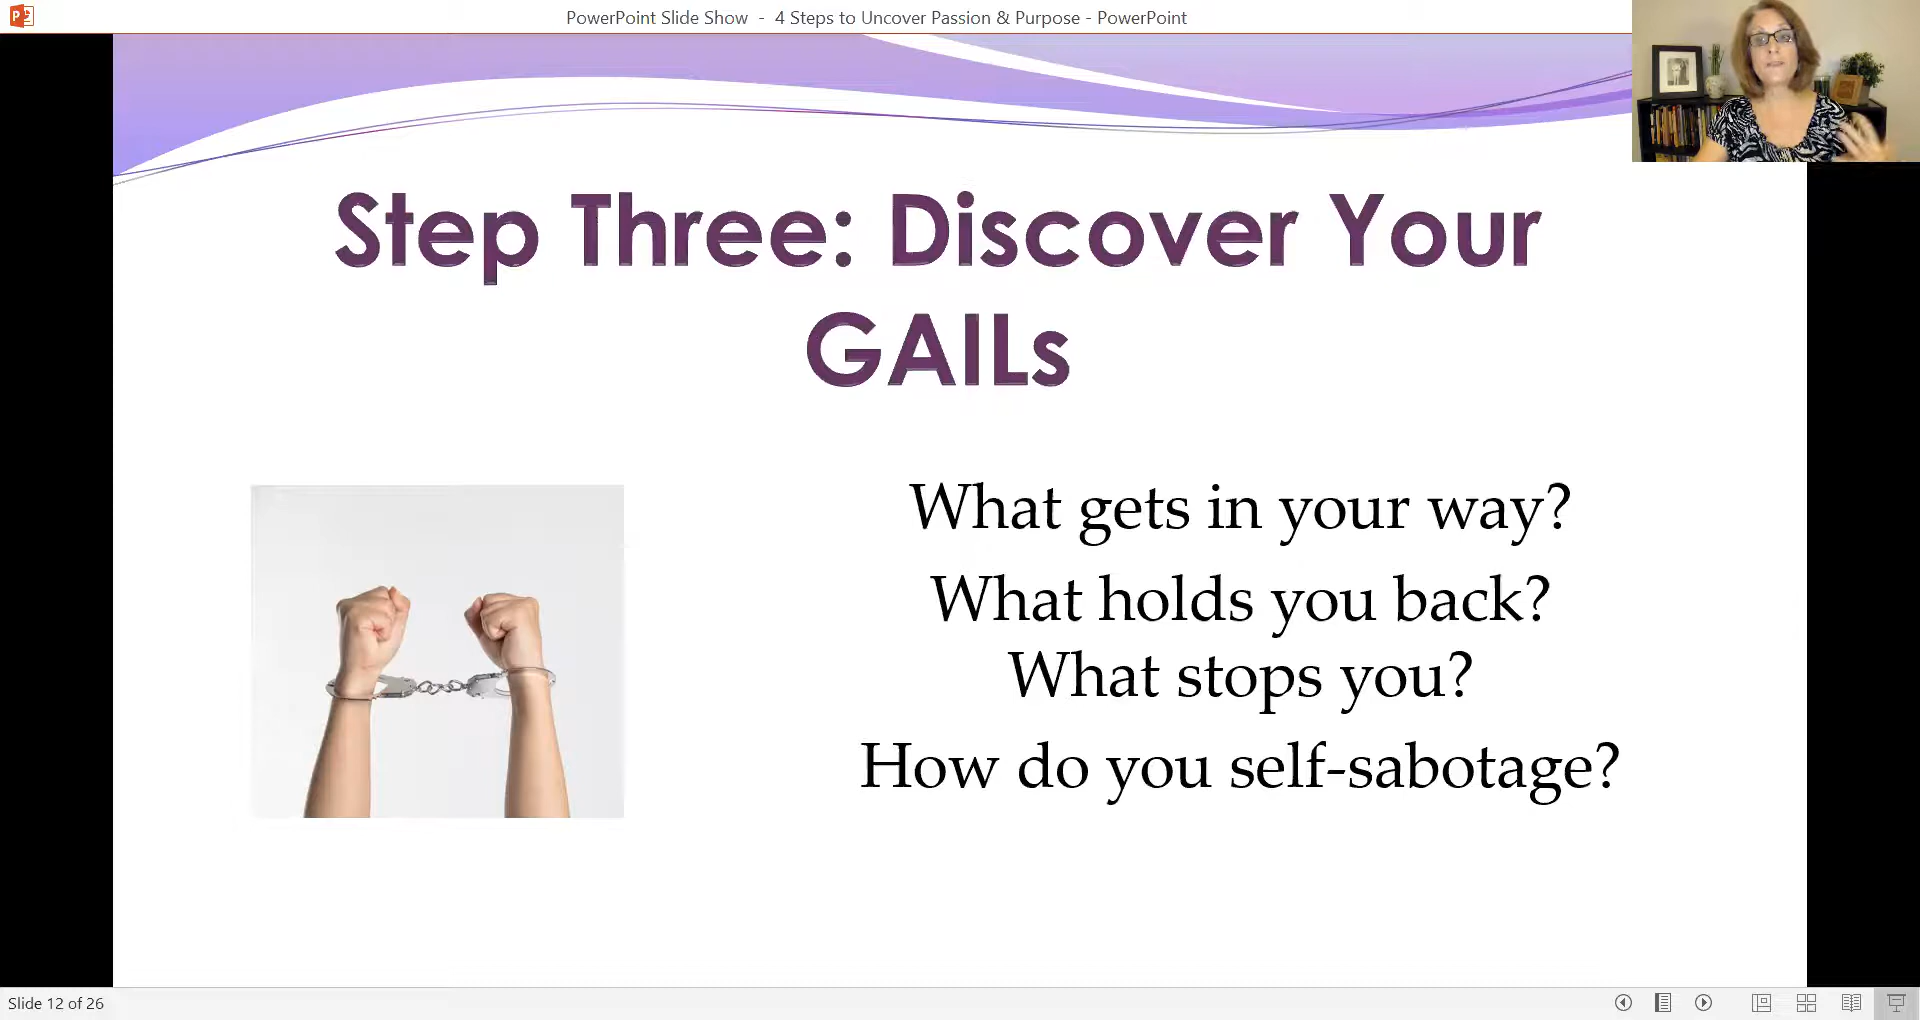 PowerPoint Slide Show - 4 Steps to Uncover Passion & Purpose - PowerPoint
Step Three: Discover Your
GAILs
What gets in your way?
What holds you back?
What stops you?
How do you self-sabotage?
Slide 12 of 26